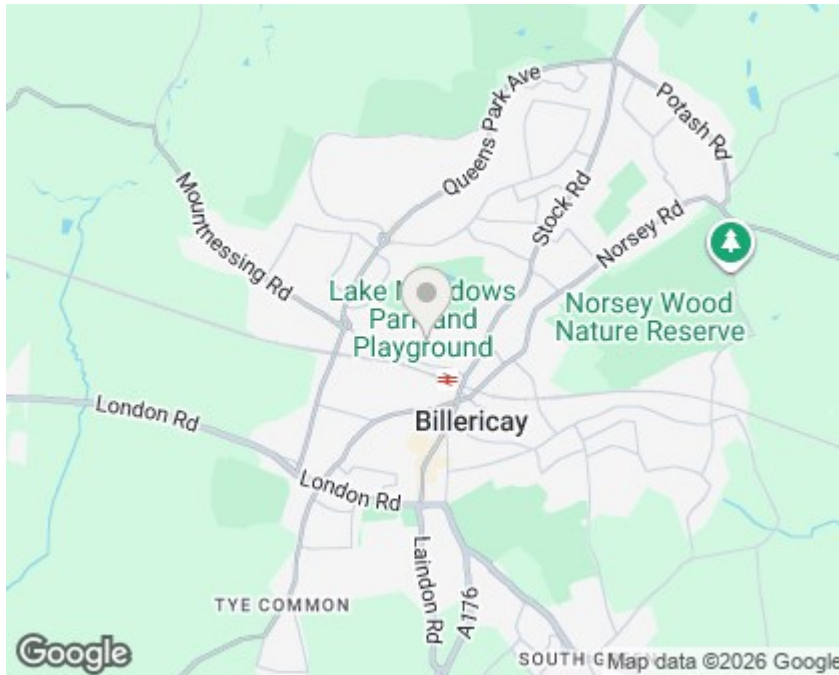 Queens Park Ave
Potash Rd
Mountnessing Rd
Stock Rd
Norsey Rd
Lake M dows
Par and
Playground
Norsey Wood
Nature Reserve
London Rd
Billericay
London Rd
Laindon Rd
A176
TYE COMMON
SOUTH G
Google
Map data ©2026 Google